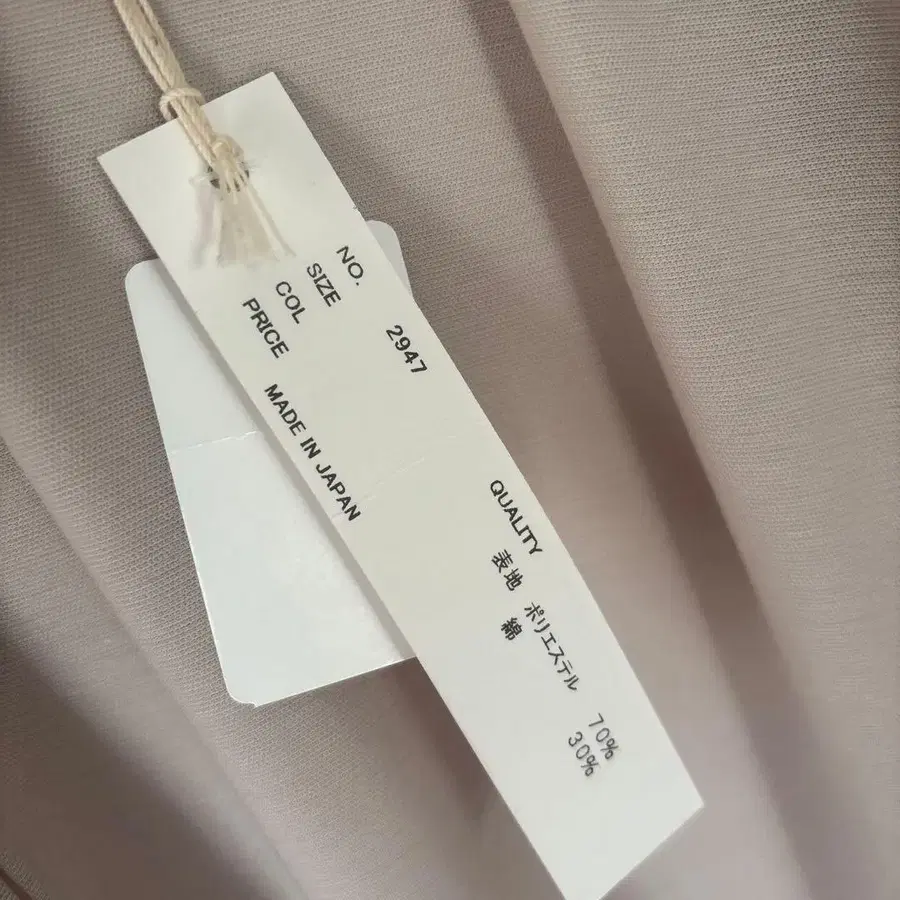 NO. 2947
SIZE
COL
PRICE
MADE IN JAPAN
QUALITY
表地 ポリエステル 70%
綿 30%